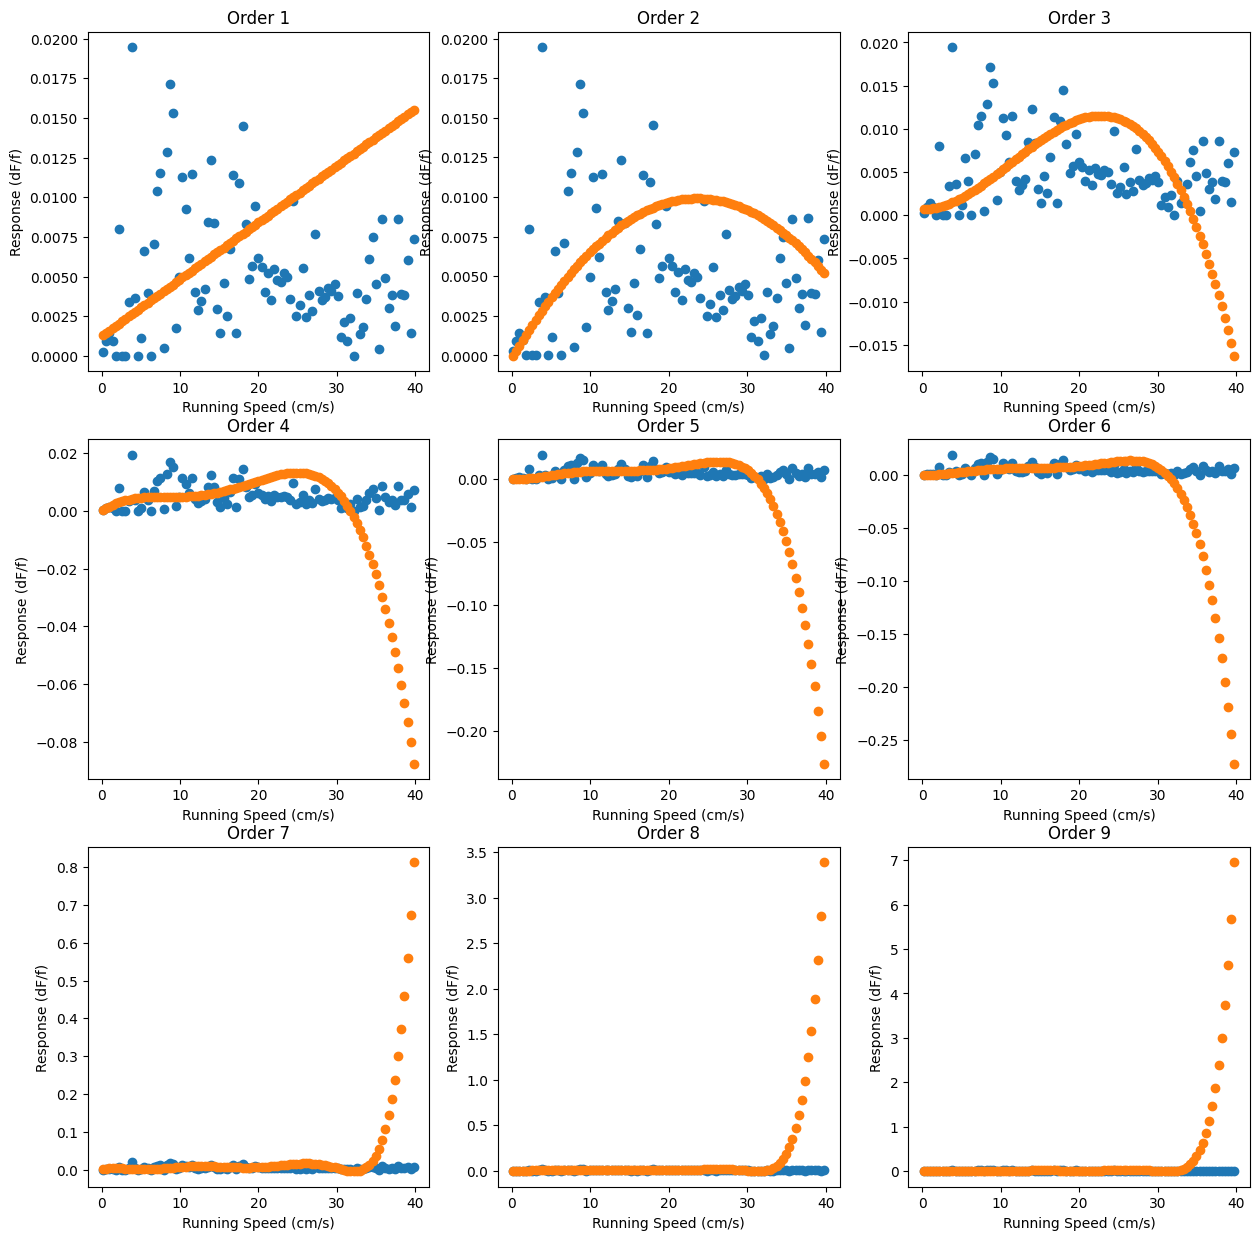 Order 1
Order 2
Order 3
0.0200
0.0175
0.0150
0.0125
0.0100
0.0075
0.0050
0.0025
0.0000
Response (dF/f)
0 10 20 30 40
Running Speed (cm/s)
0.0200
0.0175
0.0150
0.0125
0.0100
0.0075
0.0050
0.0025
0.0000
Response (dF/f)
0 10 20 30 40
Running Speed (cm/s)
0.020
0.015
0.010
0.005
0.000
−0.005
−0.010
−0.015
Response (dF/f)
0 10 20 30 40
Running Speed (cm/s)
Order 4
Order 5
Order 6
0.02
0.00
−0.02
−0.04
−0.06
−0.08
Response (dF/f)
0 10 20 30 40
Running Speed (cm/s)
0.00
−0.05
−0.10
−0.15
−0.20
Response (dF/f)
0 10 20 30 40
Running Speed (cm/s)
0.00
−0.05
−0.10
−0.15
−0.20
−0.25
Response (dF/f)
0 10 20 30 40
Running Speed (cm/s)
Order 7
Order 8
Order 9
0.8
0.7
0.6
0.5
0.4
0.3
0.2
0.1
0.0
Response (dF/f)
0 10 20 30 40
Running Speed (cm/s)
3.5
3.0
2.5
2.0
1.5
1.0
0.5
0.0
Response (dF/f)
0 10 20 30 40
Running Speed (cm/s)
7
6
5
4
3
2
1
0
Response (dF/f)
0 10 20 30 40
Running Speed (cm/s)